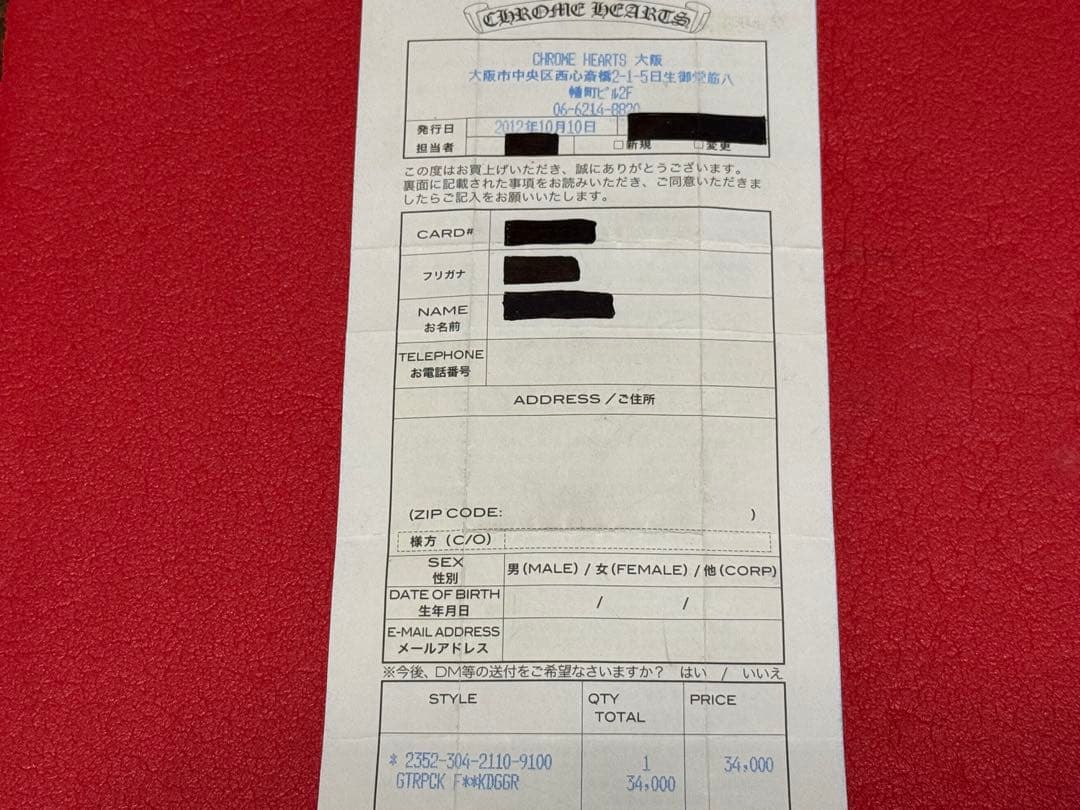 CHROME HEARTS
CHROME HEARTS 大阪
大阪市中央区西心斎橋2-1-5日生御堂筋八
幡町ビル2F
06-6214-8820
発行日 2012年10月10日
担当者 □新規 □変更
この度はお買上げいただき、誠にありがとうございます。
裏面に記載された事項をお読みいただき、ご同意いただきま
したらご記入をお願いいたします。
CARD#
フリガナ
NAME
お名前
TELEPHONE
お電話番号
ADDRESS／ご住所
(ZIP CODE: )
様方 (C/O)
SEX
性別
男(MALE) / 女(FEMALE) / 他(CORP)
DATE OF BIRTH
生年月日
/ /
E-MAIL ADDRESS
メールアドレス
※今後、DM等の送付をご希望なさいますか？ はい / いいえ
STYLE QTY PRICE
TOTAL
* 2352-304-2110-9100 1 34,000
GTRPCK F**KDGGR 34,000